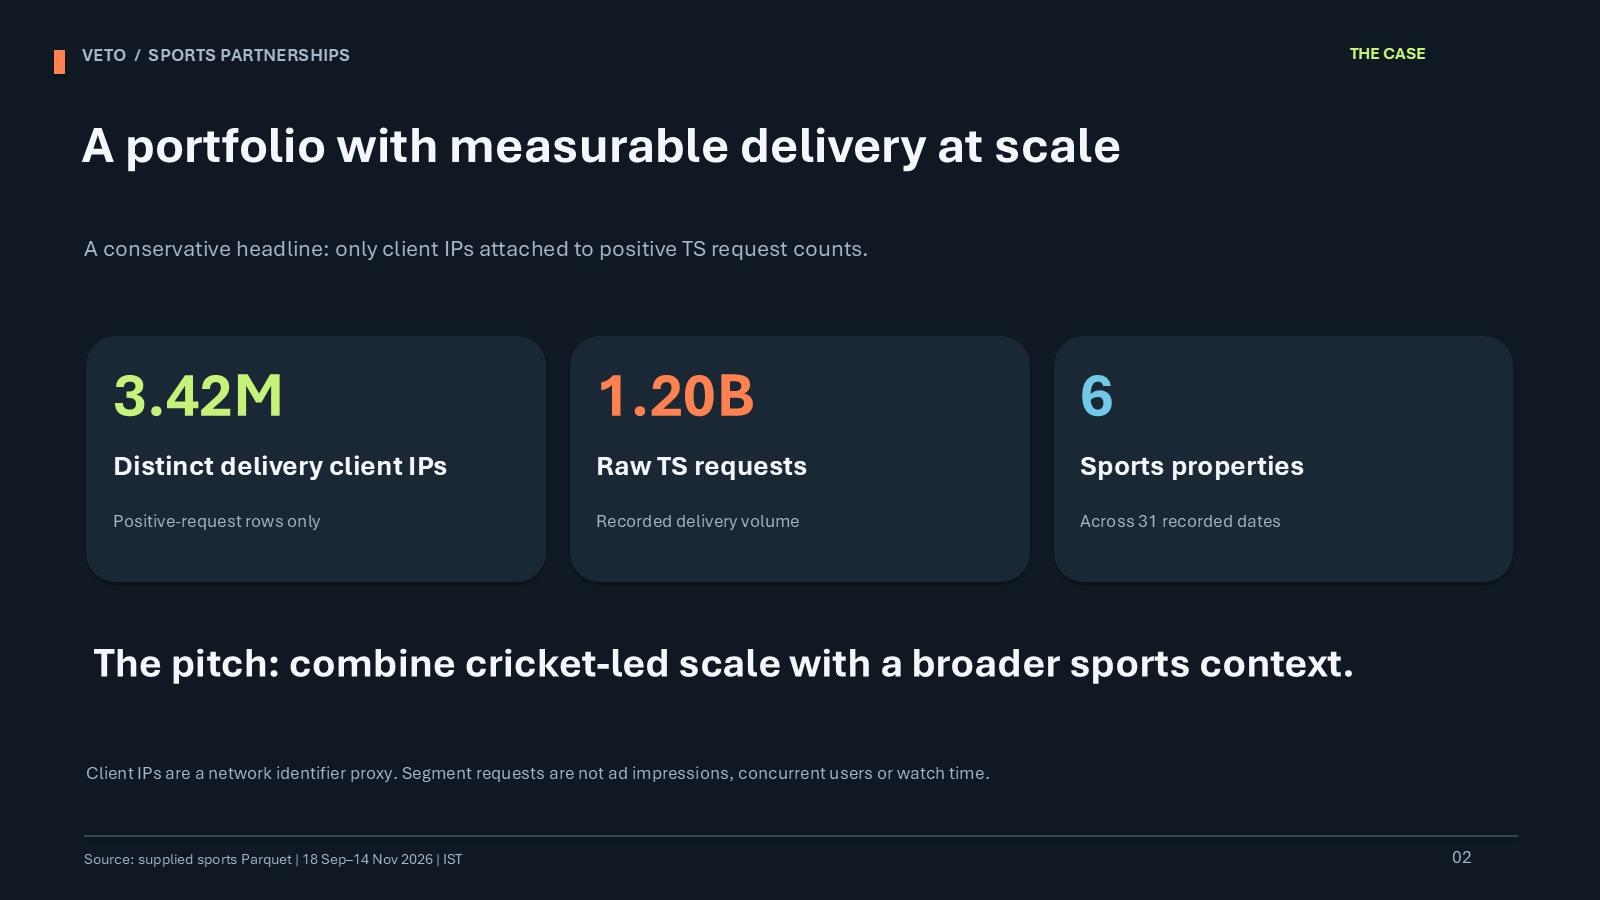 VETO / SPORTS PARTNERSHIPS
THE CASE
A portfolio with measurable delivery at scale
A conservative headline: only client IPs attached to positive TS request counts.
3.42M
Distinct delivery client IPs
Positive-request rows only
1.20B
Raw TS requests
Recorded delivery volume
6
Sports properties
Across 31 recorded dates
The pitch: combine cricket-led scale with a broader sports context.
Client IPs are a network identifier proxy. Segment requests are not ad impressions, concurrent users or watch time.
Source: supplied sports Parquet | 18 Sep–14 Nov 2026 | IST
02